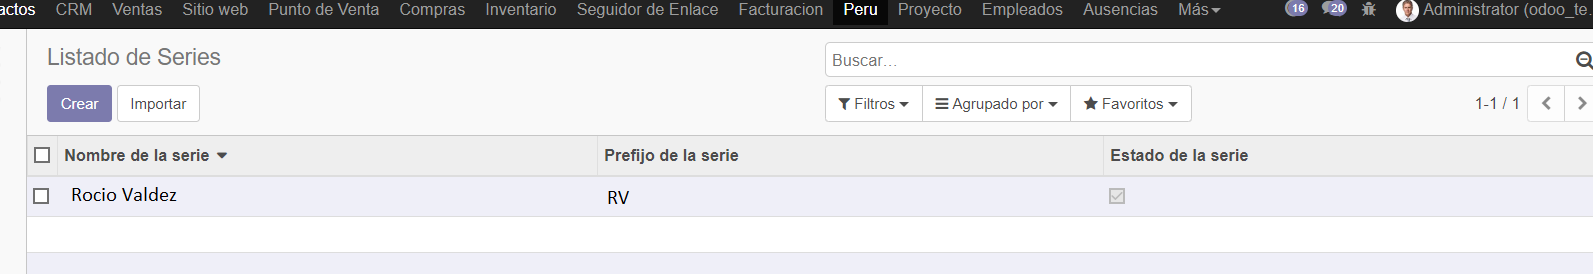 actos CRM Ventas Sitio web Punto de Venta Compras Inventario Seguidor de Enlace Facturacion Peru Proyecto Empleados Ausencias Más 16 20 Administrator (odoo_te...
Listado de Series
Buscar...
Crear Importar
Filtros Agrupado por Favoritos 1-1 / 1
Nombre de la serie Prefijo de la serie Estado de la serie
Rocio Valdez RV